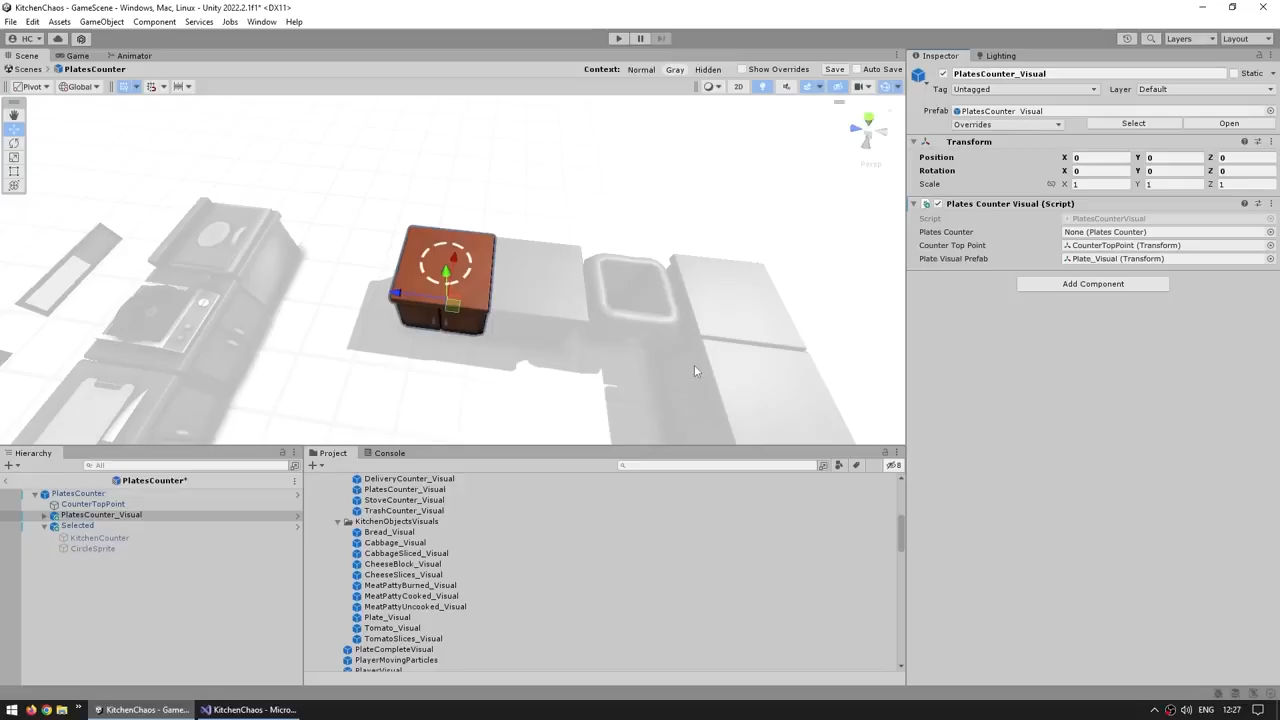 KitchenChaos - GameScene - Windows, Mac, Linux - Unity 2022.2.1f1* <DX11>
File Edit Assets GameObject Component Services Jobs Window Help
HC Layers Layout
Scene Game Animator Inspector Lighting
Scenes PlatesCounter Context: Normal Gray Hidden Show Overrides Save Auto Save
PlatesCounter_Visual Static
Pivot Global 2D
Tag Untagged Layer Default
Prefab PlatesCounter_Visual
Overrides Select Open
Transform
Position X 0 Y 0 Z 0
Rotation X 0 Y 0 Z 0
Scale X 1 Y 1 Z 1
Persp
Plates Counter Visual (Script)
Script PlatesCounterVisual
Plates Counter None (Plates Counter)
Counter Top Point CounterTopPoint (Transform)
Plate Visual Prefab Plate_Visual (Transform)
Add Component
Hierarchy
All
PlatesCounter*
PlatesCounter
CounterTopPoint
PlatesCounter_Visual
Selected
KitchenCounter
CircleSprite
Project Console
8
DeliveryCounter_Visual
PlatesCounter_Visual
StoveCounter_Visual
TrashCounter_Visual
KitchenObjectsVisuals
Bread_Visual
Cabbage_Visual
CabbageSliced_Visual
CheeseBlock_Visual
CheeseSlices_Visual
MeatPattyBurned_Visual
MeatPattyCooked_Visual
MeatPattyUncooked_Visual
Plate_Visual
Tomato_Visual
TomatoSlices_Visual
PlateCompleteVisual
PlayerMovingParticles
PlayerVisual
KitchenChaos - Game... KitchenChaos - Micro... ENG 12:27